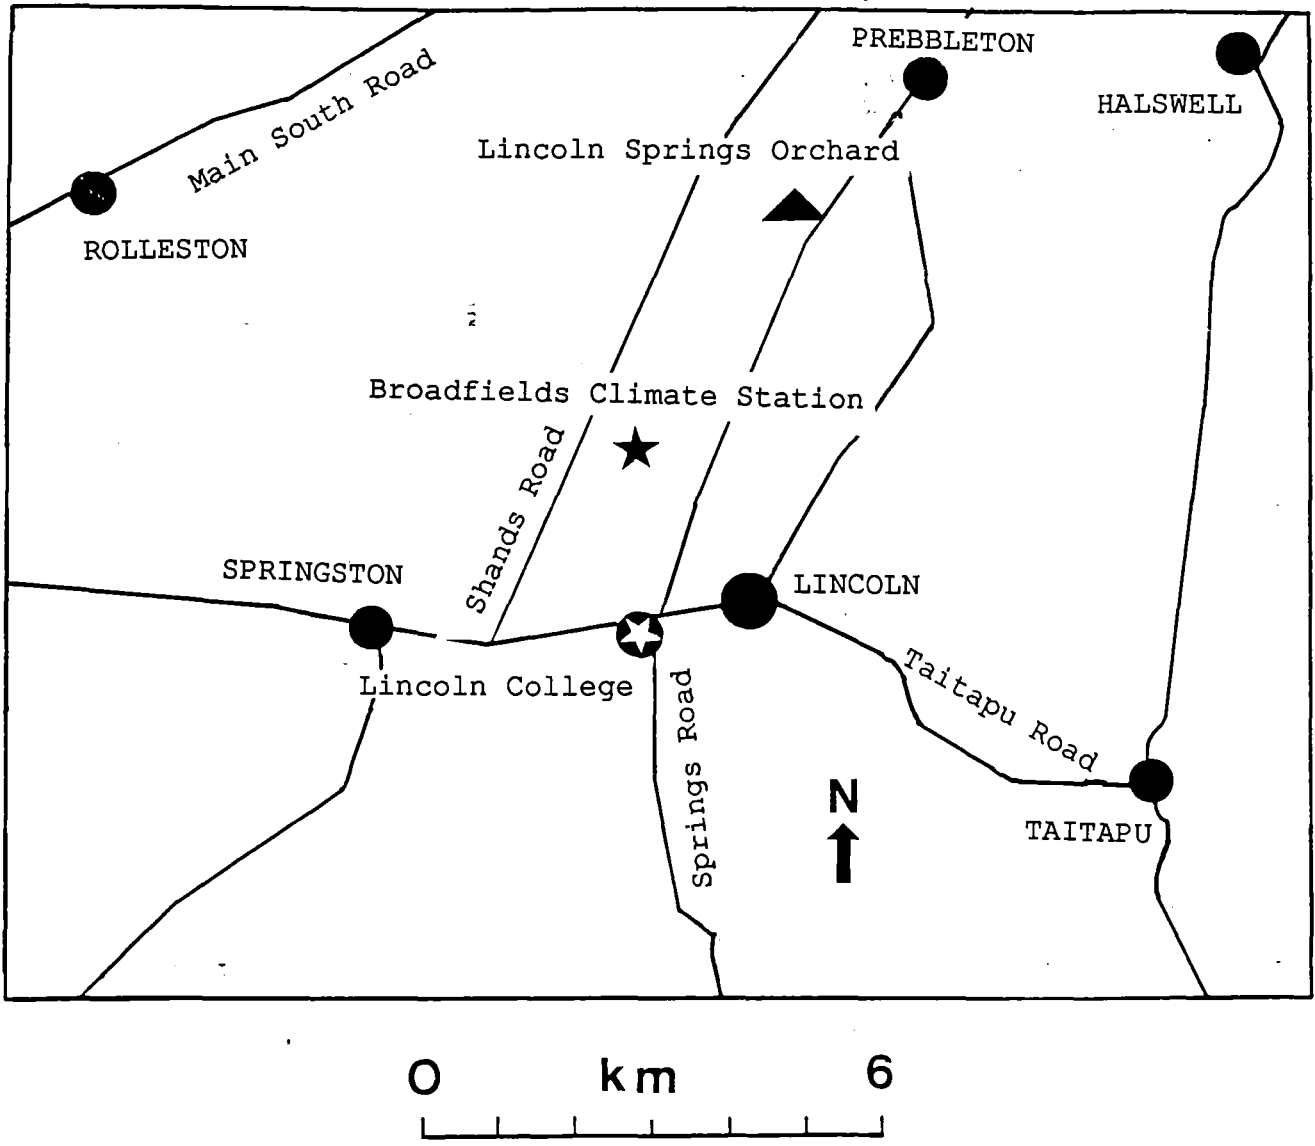 PREBBLETON
HALSWELL
Main South Road
Lincoln Springs Orchard
ROLLESTON
Broadfields Climate Station
Shands Road
SPRINGSTON
LINCOLN
Lincoln College
Taitapu Road
Springs Road
N
TAITAPU
0 km 6